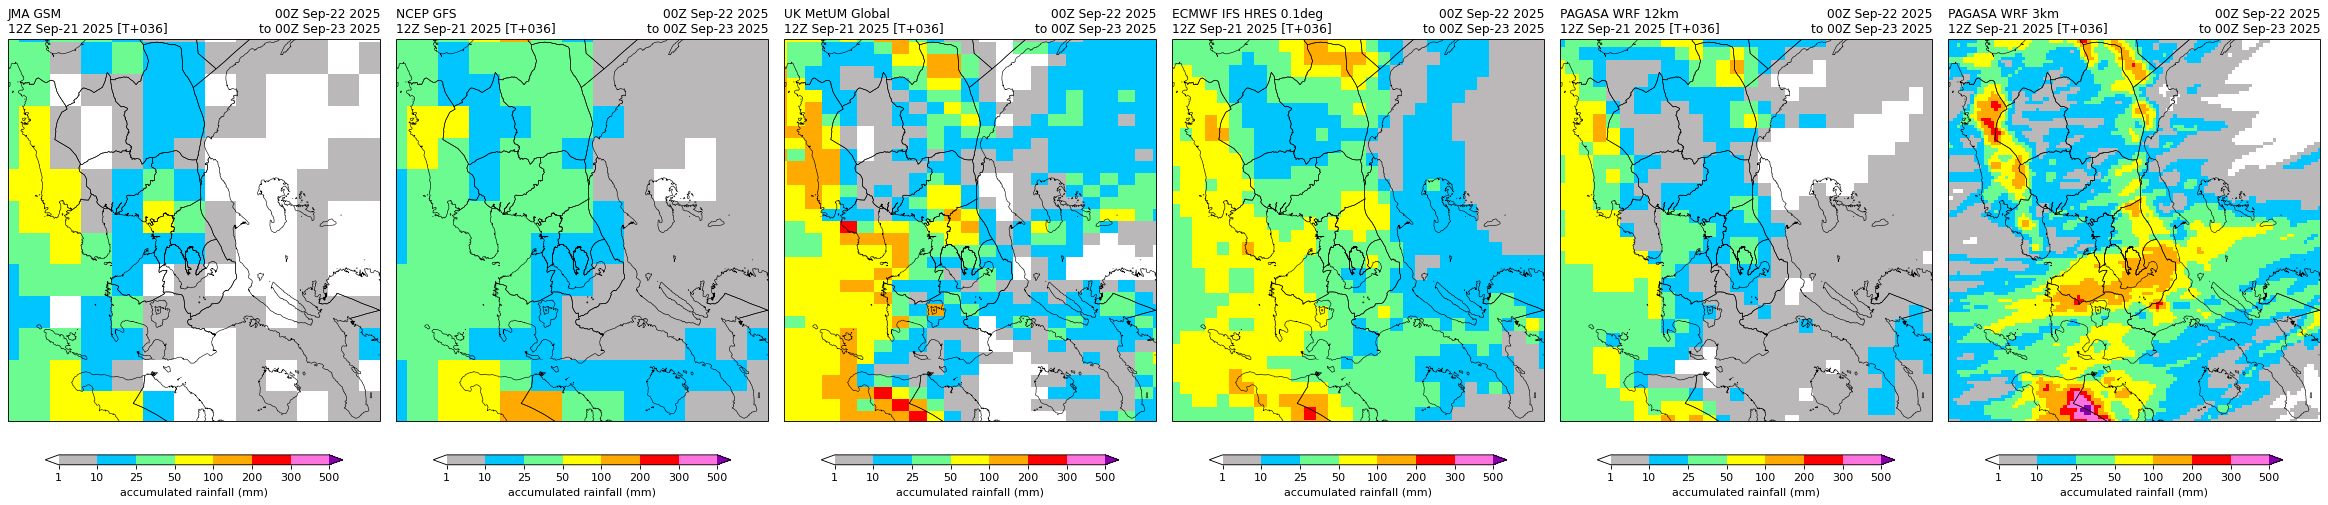 JMA GSM 00Z Sep-22 2025
12Z Sep-21 2025 [T+036] to 00Z Sep-23 2025
1 10 25 50 100 200 300 500
accumulated rainfall (mm)
NCEP GFS 00Z Sep-22 2025
12Z Sep-21 2025 [T+036] to 00Z Sep-23 2025
1 10 25 50 100 200 300 500
accumulated rainfall (mm)
UK MetUM Global 00Z Sep-22 2025
12Z Sep-21 2025 [T+036] to 00Z Sep-23 2025
1 10 25 50 100 200 300 500
accumulated rainfall (mm)
ECMWF IFS HRES 0.1deg 00Z Sep-22 2025
12Z Sep-21 2025 [T+036] to 00Z Sep-23 2025
1 10 25 50 100 200 300 500
accumulated rainfall (mm)
PAGASA WRF 12km 00Z Sep-22 2025
12Z Sep-21 2025 [T+036] to 00Z Sep-23 2025
1 10 25 50 100 200 300 500
accumulated rainfall (mm)
PAGASA WRF 3km 00Z Sep-22 2025
12Z Sep-21 2025 [T+036] to 00Z Sep-23 2025
1 10 25 50 100 200 300 500
accumulated rainfall (mm)